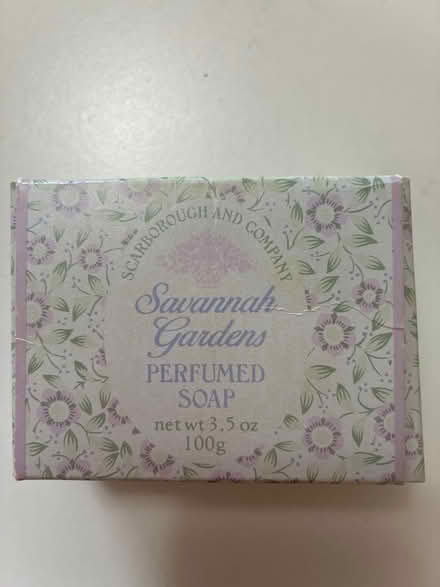 SCARBOROUGH AND COMPANY
Savannah
Gardens
PERFUMED
SOAP
net wt 3.5 oz
100g